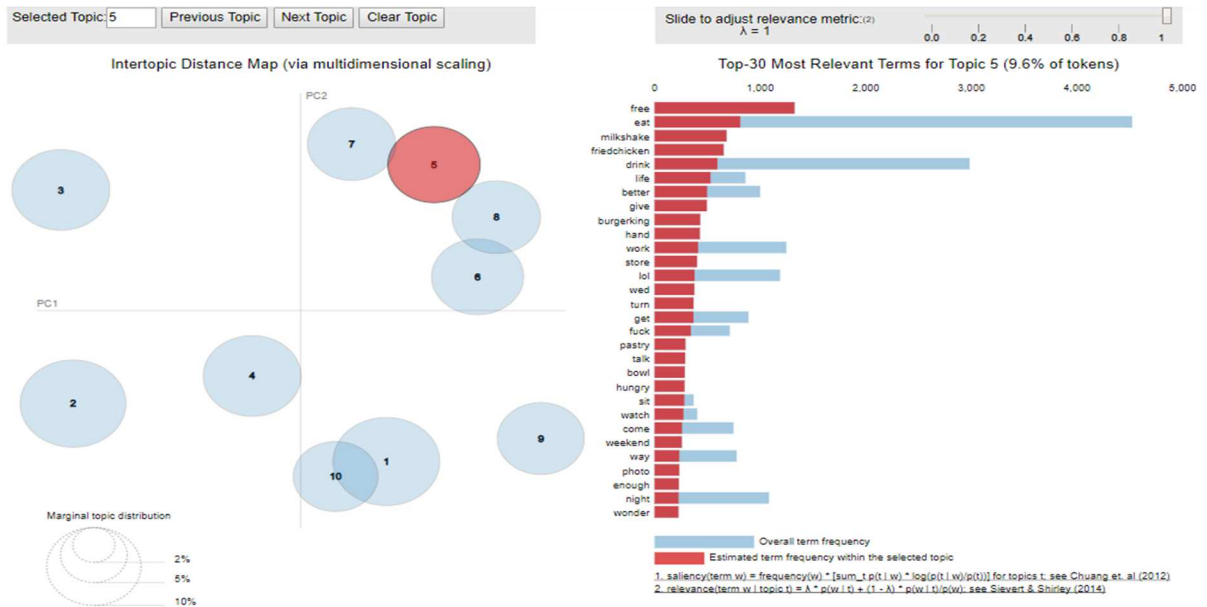 Selected Topic: 5 Previous Topic Next Topic Clear Topic
Slide to adjust relevance metric:(2)
λ = 1
0.0 0.2 0.4 0.6 0.8 1
Intertopic Distance Map (via multidimensional scaling)
PC2
PC1
7
5
3
8
6
4
2
9
1
10
Marginal topic distribution
2%
5%
10%
Top-30 Most Relevant Terms for Topic 5 (9.6% of tokens)
0 1,000 2,000 3,000 4,000 5,000
free
eat
milkshake
friedchicken
drink
life
better
give
burgerking
hand
work
store
lol
wed
turn
get
fuck
pastry
talk
bowl
hungry
sit
watch
come
weekend
way
photo
enough
night
wonder
Overall term frequency
Estimated term frequency within the selected topic
1. saliency(term w) = frequency(w) * [sum_t p(t | w) * log(p(t | w)/p(t))] for topics t; see Chuang et. al (2012)
2. relevance(term w | topic t) = λ * p(w | t) + (1 - λ) * p(w | t)/p(w); see Sievert & Shirley (2014)